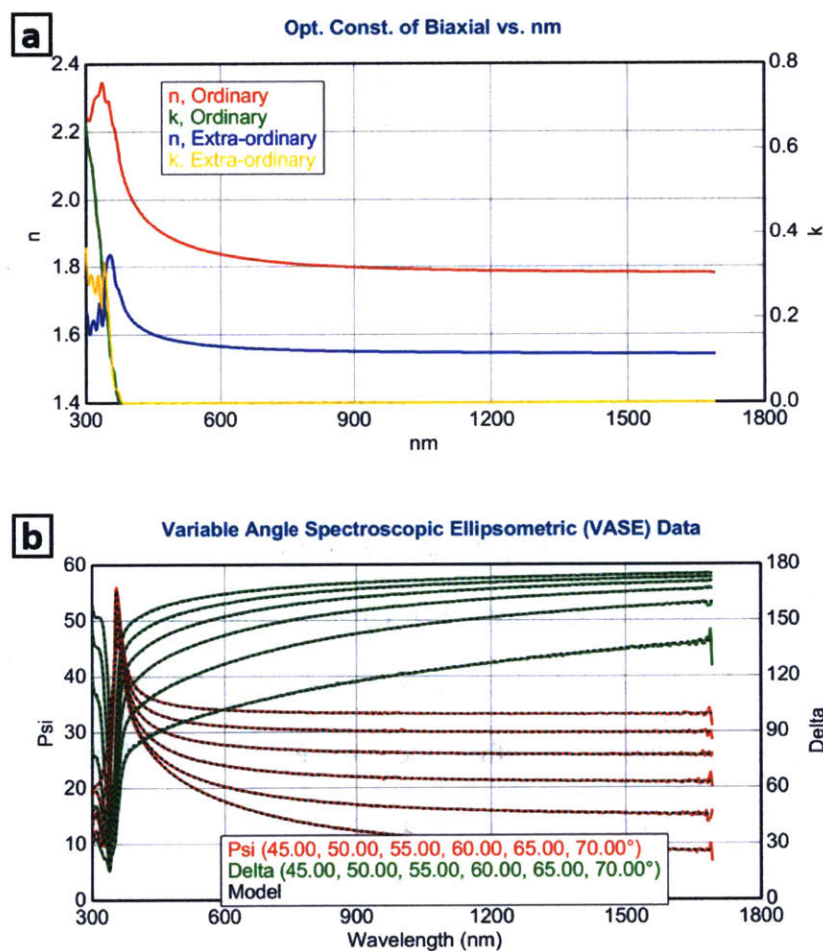 a
Opt. Const. of Biaxial vs. nm
2.4
2.2
2.0
1.8
1.6
1.4
n
n, Ordinary
k, Ordinary
n, Extra-ordinary
k, Extra-ordinary
0.8
0.6
0.4
0.2
0.0
k
300
600
900
1200
1500
1800
nm
b
Variable Angle Spectroscopic Ellipsometric (VASE) Data
60
50
40
30
20
10
0
Psi
180
150
120
90
60
30
0
Delta
Psi (45.00, 50.00, 55.00, 60.00, 65.00, 70.00°)
Delta (45.00, 50.00, 55.00, 60.00, 65.00, 70.00°)
Model
300
600
900
1200
1500
1800
Wavelength (nm)